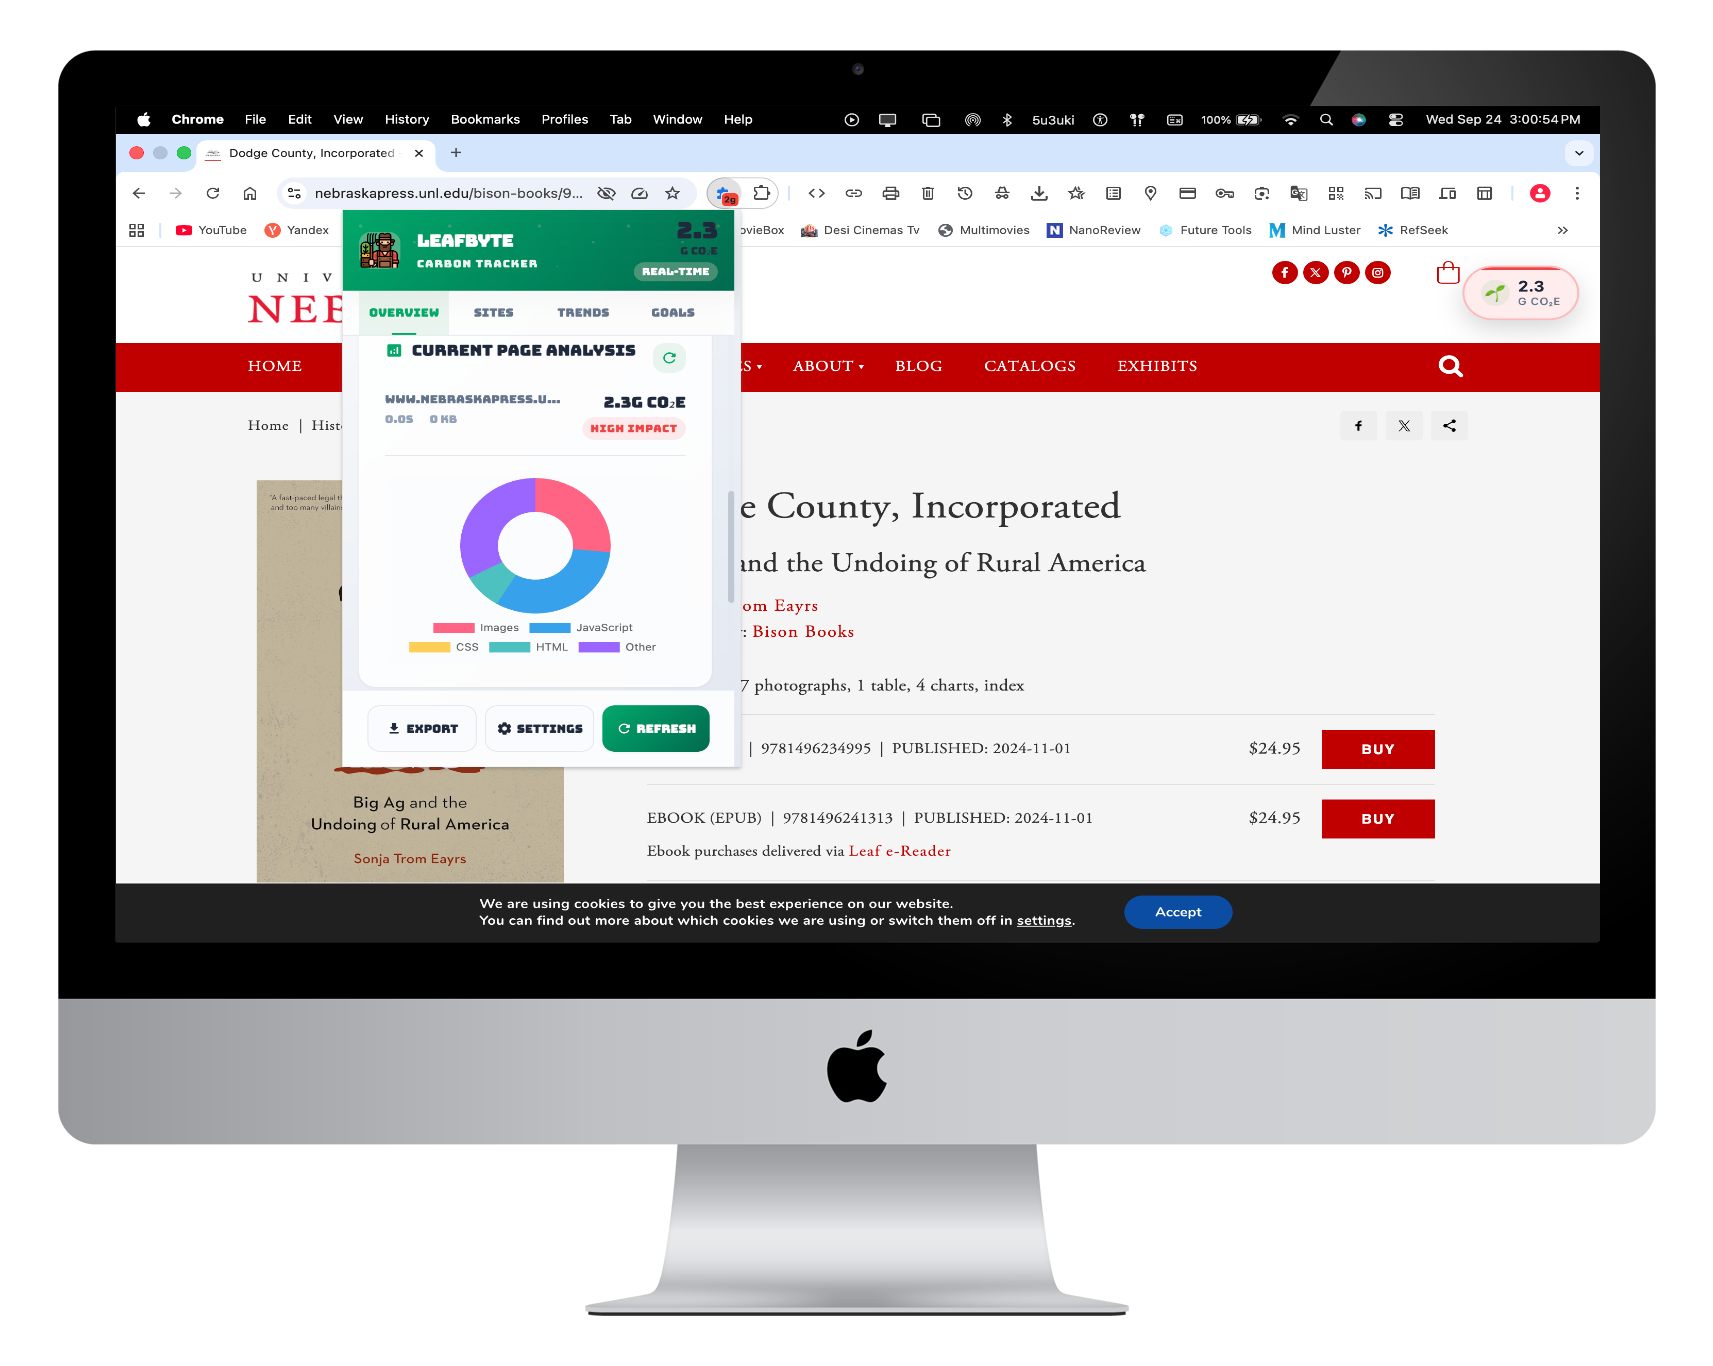 Chrome File Edit View History Bookmarks Profiles Tab Window Help 5u3uki 100% Wed Sep 24 3:00:54 PM
Dodge County, Incorporated
nebraskapress.unl.edu/bison-books/9... 2g
YouTube Yandex ovieBox Desi Cinemas Tv Multimovies NanoReview Future Tools Mind Luster RefSeek
LEAFBYTE
CARBON TRACKER
2.3
G CO₂E
REAL-TIME
OVERVIEW SITES TRENDS GOALS
CURRENT PAGE ANALYSIS
WWW.NEBRASKAPRESS.U...
0.0S 0 KB
2.3G CO₂E
HIGH IMPACT
Images JavaScript
CSS HTML Other
EXPORT SETTINGS REFRESH
UNIV
NEB
2.3
G CO₂E
HOME S ABOUT BLOG CATALOGS EXHIBITS
Home | Hist
"A fast-paced legal t
and too many villains
Big Ag and the
Undoing of Rural America
Sonja Trom Eayrs
e County, Incorporated
and the Undoing of Rural America
om Eayrs
: Bison Books
7 photographs, 1 table, 4 charts, index
| 9781496234995 | PUBLISHED: 2024-11-01 $24.95 BUY
EBOOK (EPUB) | 9781496241313 | PUBLISHED: 2024-11-01 $24.95 BUY
Ebook purchases delivered via Leaf e-Reader
We are using cookies to give you the best experience on our website.
You can find out more about which cookies we are using or switch them off in settings.
Accept